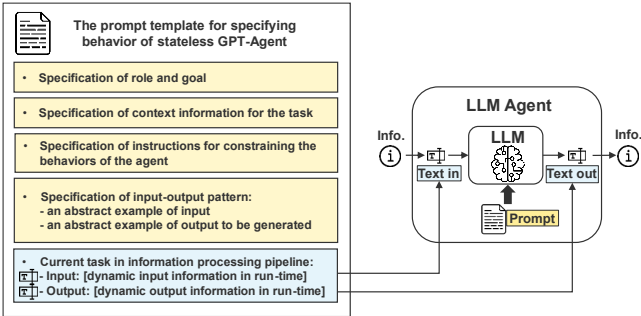 The prompt template for specifying
behavior of stateless GPT-Agent
• Specification of role and goal
• Specification of context information for the task
• Specification of instructions for constraining the
behaviors of the agent
• Specification of input-output pattern:
- an abstract example of input
- an abstract example of output to be generated
• Current task in information processing pipeline:
T - Input: [dynamic input information in run-time]
T - Output: [dynamic output information in run-time]
LLM Agent
Info.
i
T
Text in
LLM
T
Text out
Info.
i
Prompt